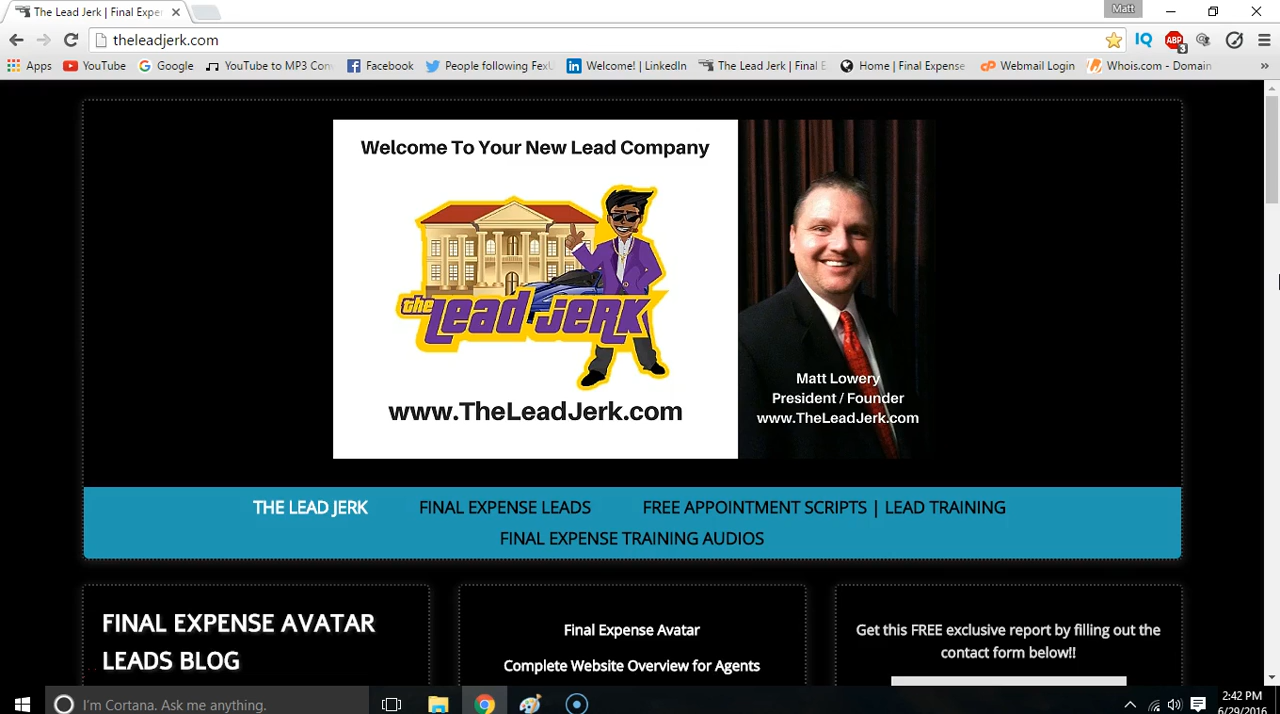 Matt
The Lead Jerk | Final Exper
theleadjerk.com
ABP
3
Apps YouTube Google YouTube to MP3 Con Facebook People following FexU Welcome! | LinkedIn The Lead Jerk | Final E Home | Final Expense Webmail Login Whois.com - Domain
Welcome To Your New Lead Company
the Lead Jerk
www.TheLeadJerk.com
Matt Lowery
President / Founder
www.TheLeadJerk.com
THE LEAD JERK FINAL EXPENSE LEADS FREE APPOINTMENT SCRIPTS | LEAD TRAINING
FINAL EXPENSE TRAINING AUDIOS
FINAL EXPENSE AVATAR
LEADS BLOG
Final Expense Avatar
Complete Website Overview for Agents
Get this FREE exclusive report by filling out the
contact form below!!
I'm Cortana. Ask me anything.
2:42 PM
6/29/2016